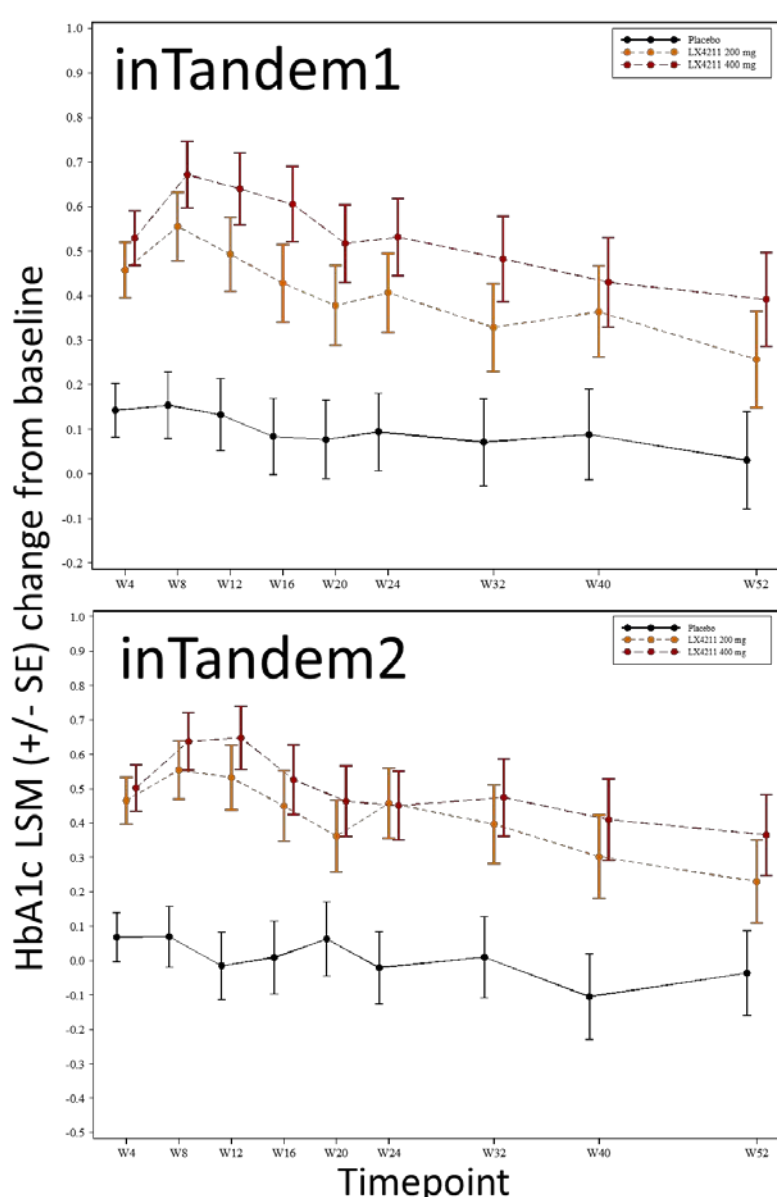 HbA1c LSM (+/- SE) change from baseline
inTandem1
Placebo
LX4211 200 mg
LX4211 400 mg
1.0
0.9
0.8
0.7
0.6
0.5
0.4
0.3
0.2
0.1
0.0
-0.1
-0.2
W4 W8 W12 W16 W20 W24 W32 W40 W52
inTandem2
Placebo
LX4211 200 mg
LX4211 400 mg
1.0
0.9
0.8
0.7
0.6
0.5
0.4
0.3
0.2
0.1
0.0
-0.1
-0.2
-0.3
-0.4
-0.5
W4 W8 W12 W16 W20 W24 W32 W40 W52
Timepoint